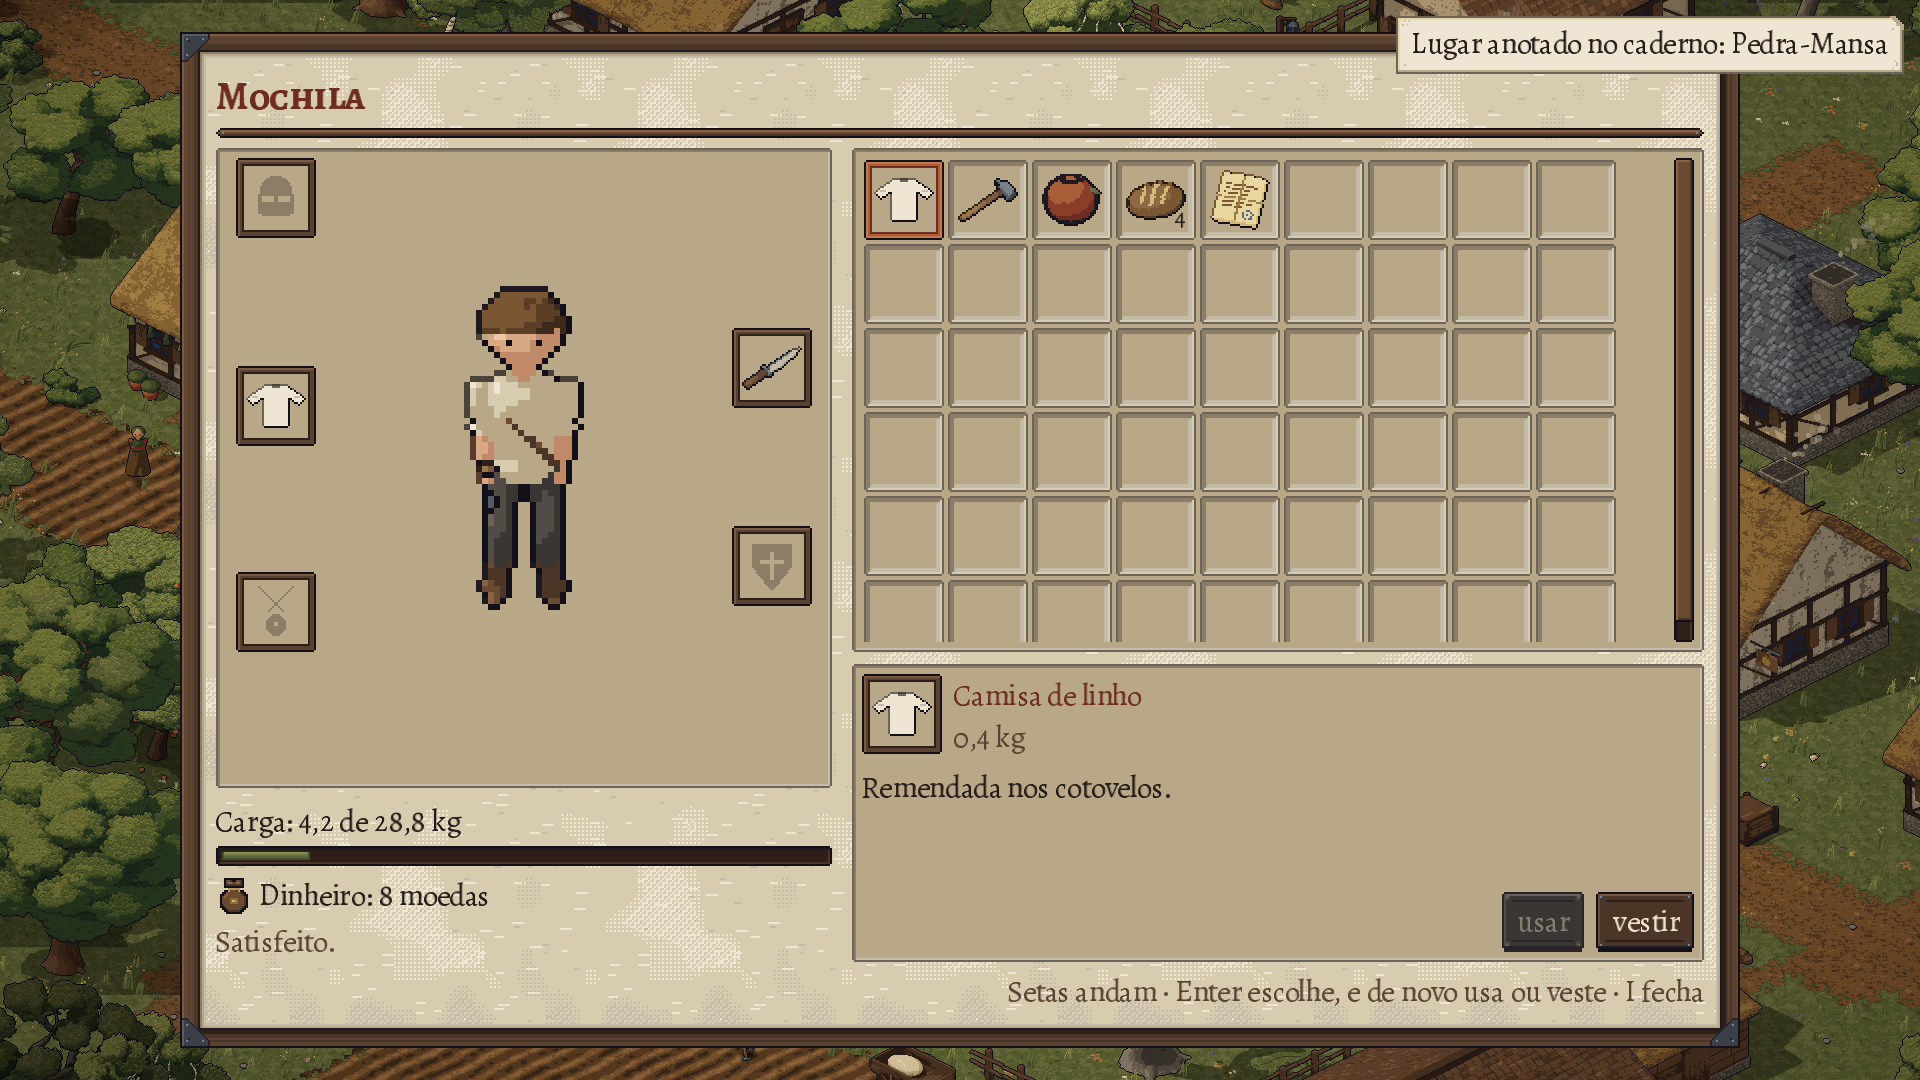 Lugar anotado no caderno: Pedra-Mansa
Mochila
4
Camisa de linho
0,4 kg
Remendada nos cotovelos.
Carga: 4,2 de 28,8 kg
Dinheiro: 8 moedas
Satisfeito.
usar
vestir
Setas andam · Enter escolhe, e de novo usa ou veste · I fecha